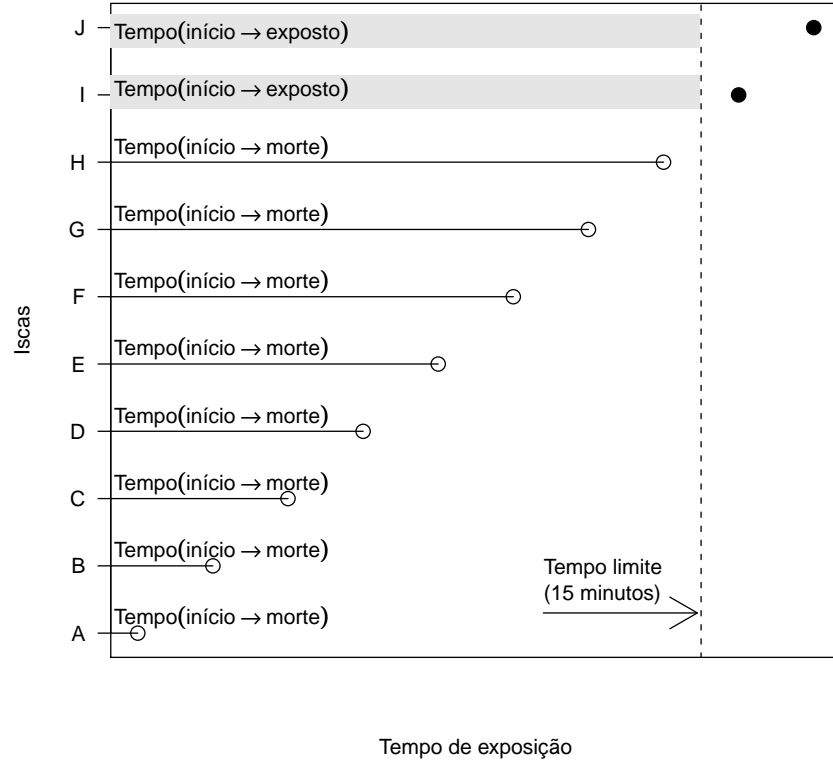 J
Tempo(início → exposto)
I
Tempo(início → exposto)
H
Tempo(início → morte)
G
Tempo(início → morte)
F
Tempo(início → morte)
E
Tempo(início → morte)
D
Tempo(início → morte)
C
Tempo(início → morte)
B
Tempo(início → morte)
A
Tempo(início → morte)
Tempo limite
(15 minutos)
Iscas
Tempo de exposição